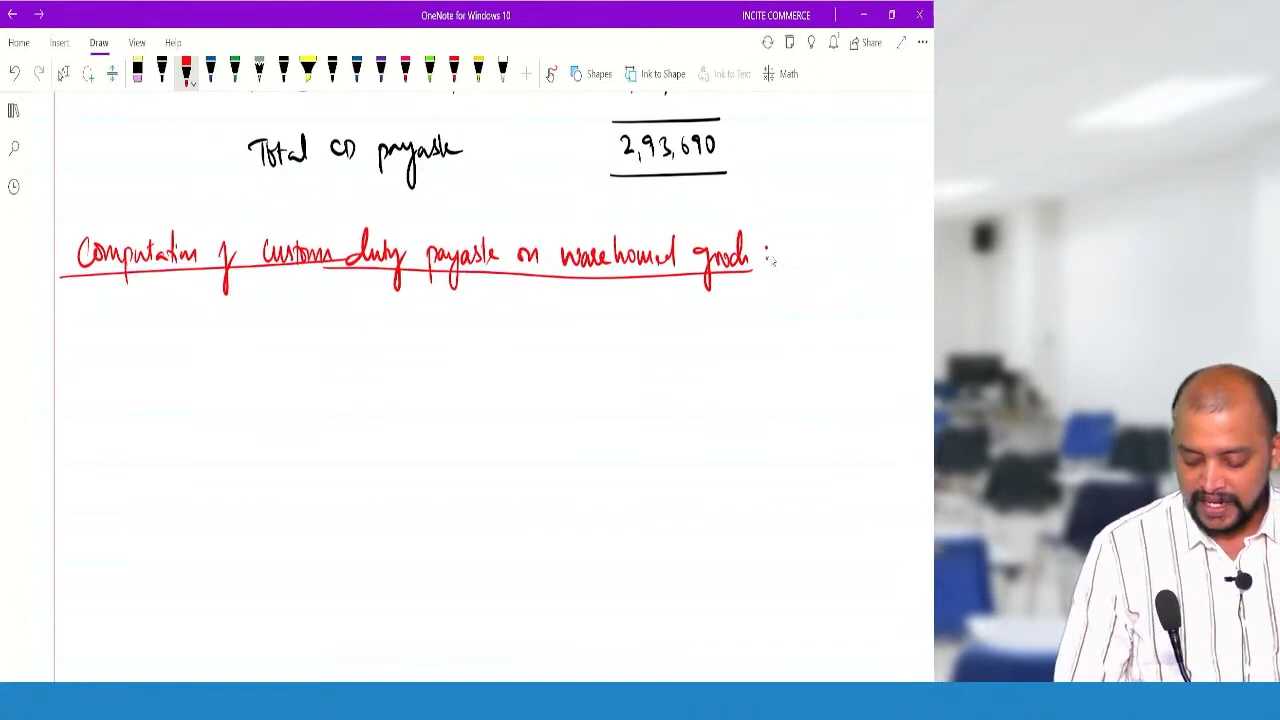 OneNote for Windows 10
INCITE COMMERCE
Home Insert Draw View Help
Share
Shapes Ink to Shape Ink to Text Math
Total CD payable 2,93,690
Computation of custom duty payable on warehoused goods :